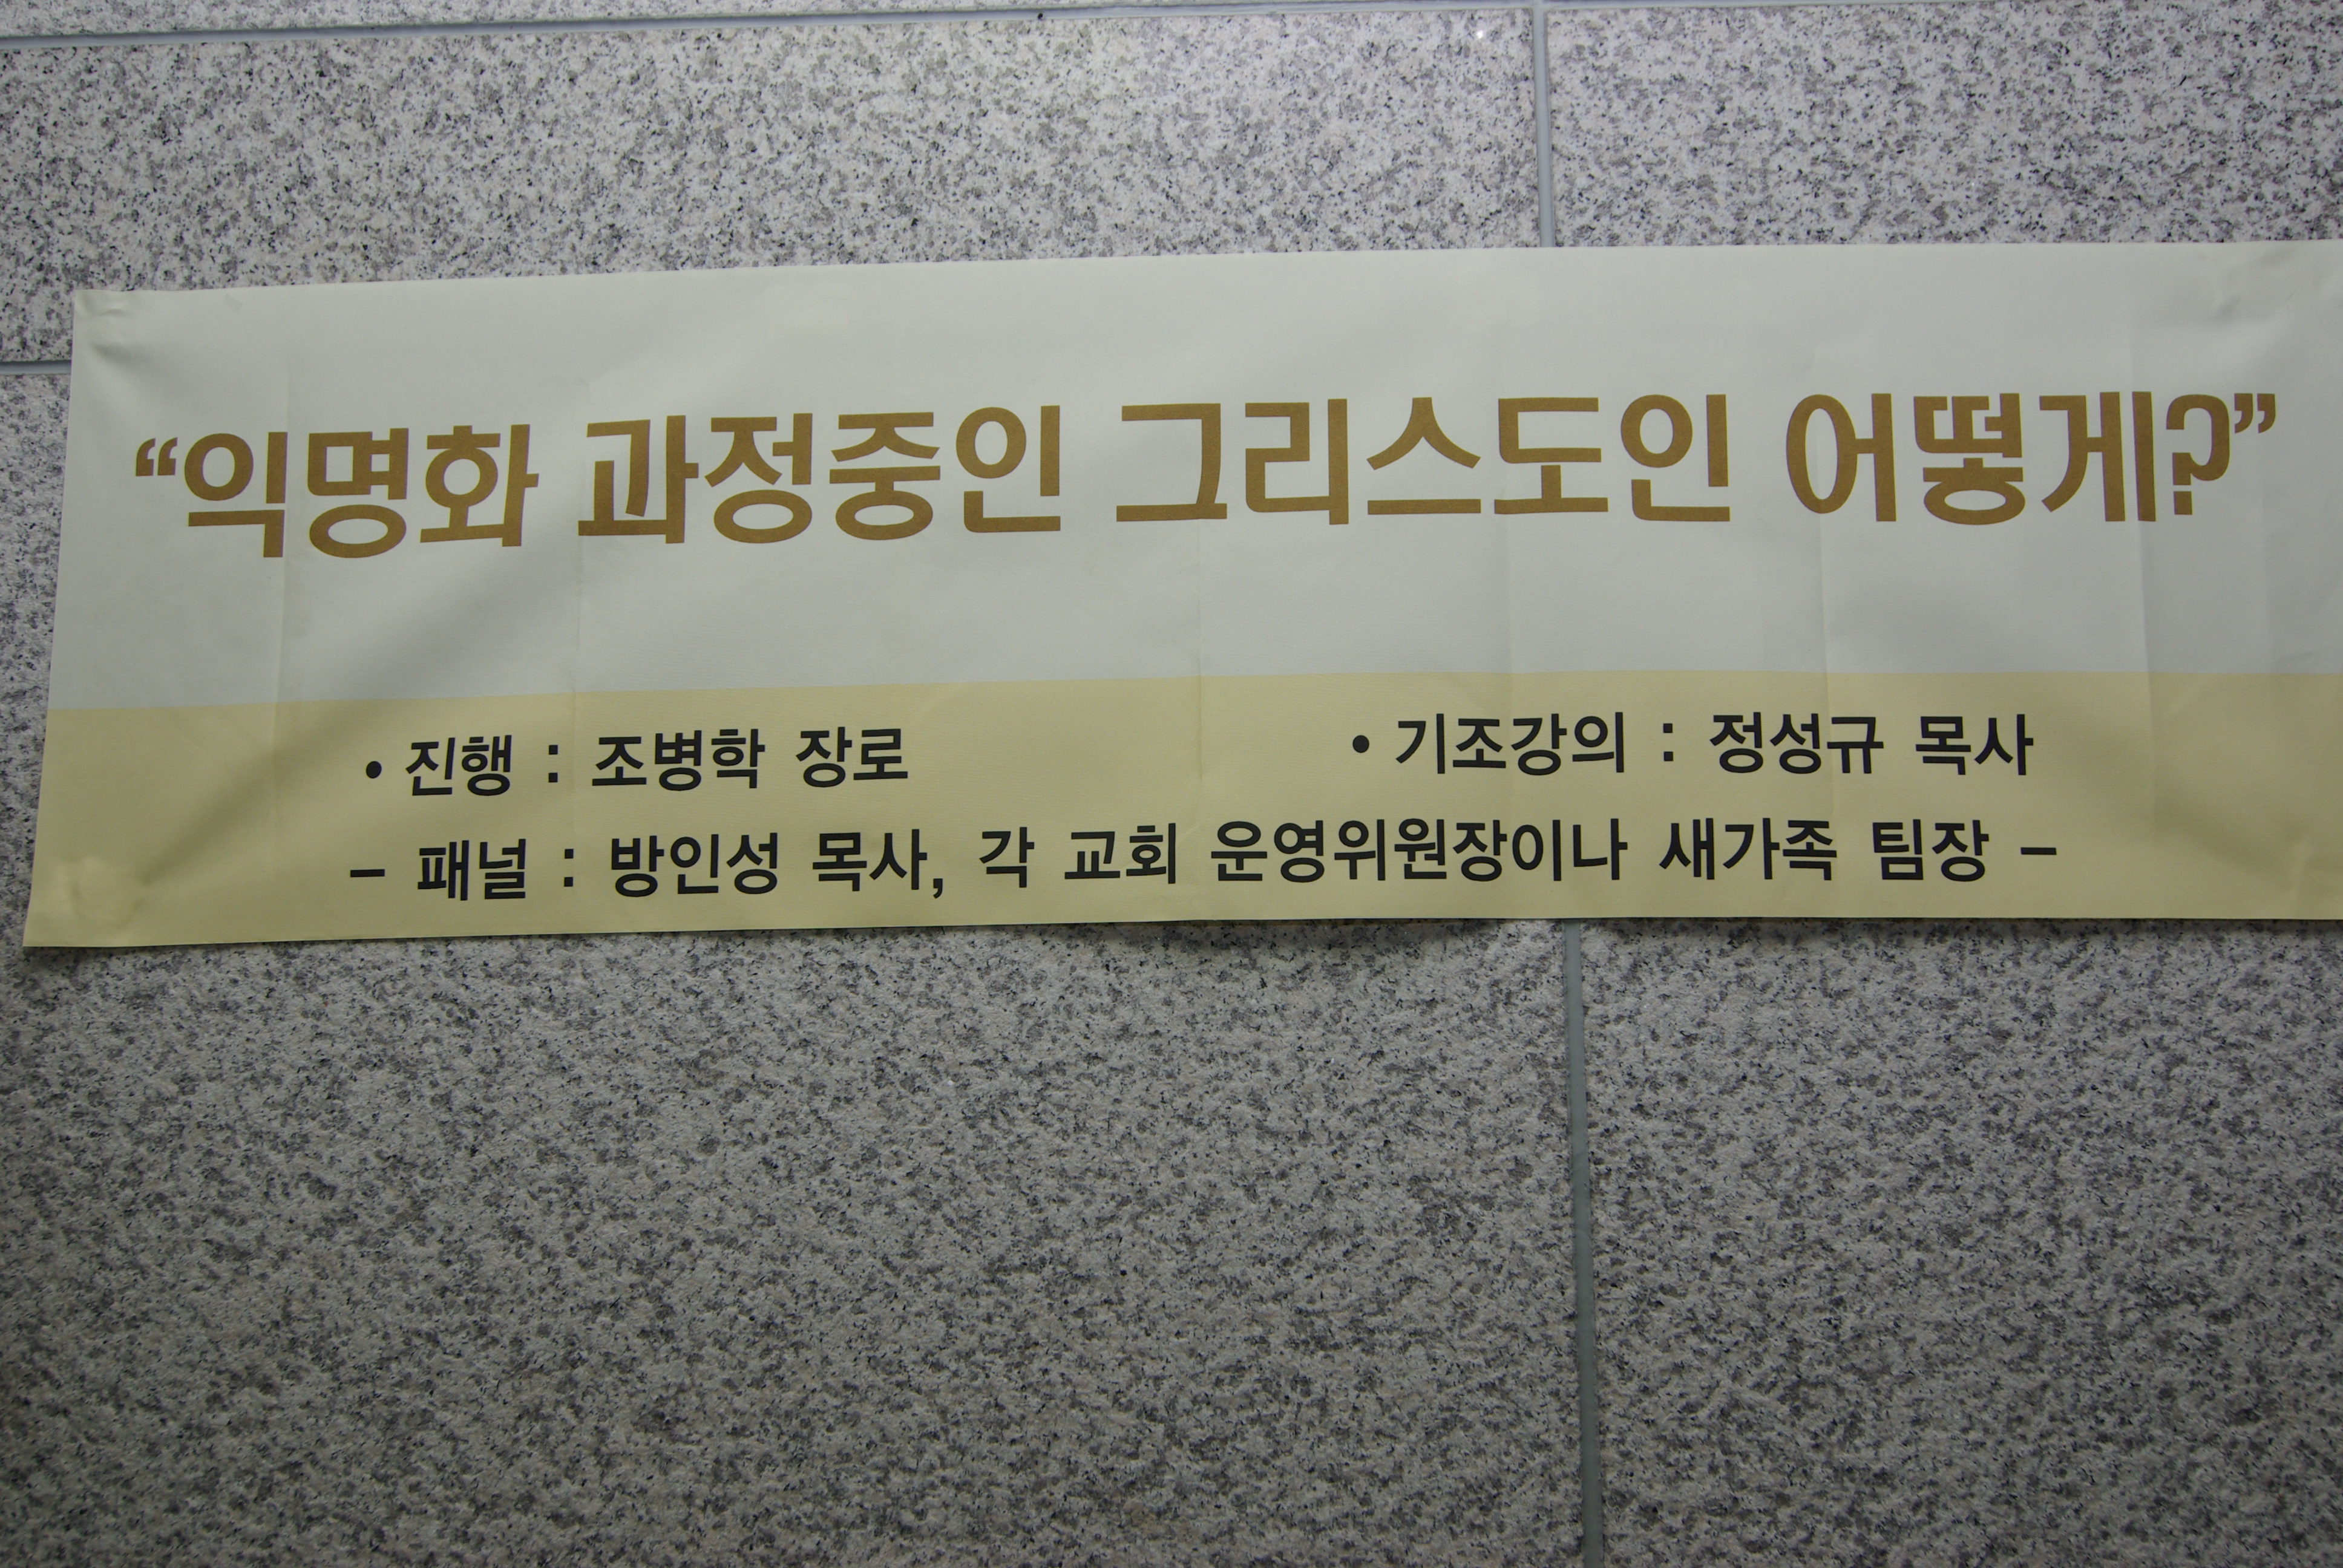 “익명화 과정중인 그리스도인 어떻게?”
• 진행 : 조병학 장로 • 기조강의 : 정성규 목사
– 패널 : 방인성 목사, 각 교회 운영위원장이나 새가족 팀장 –